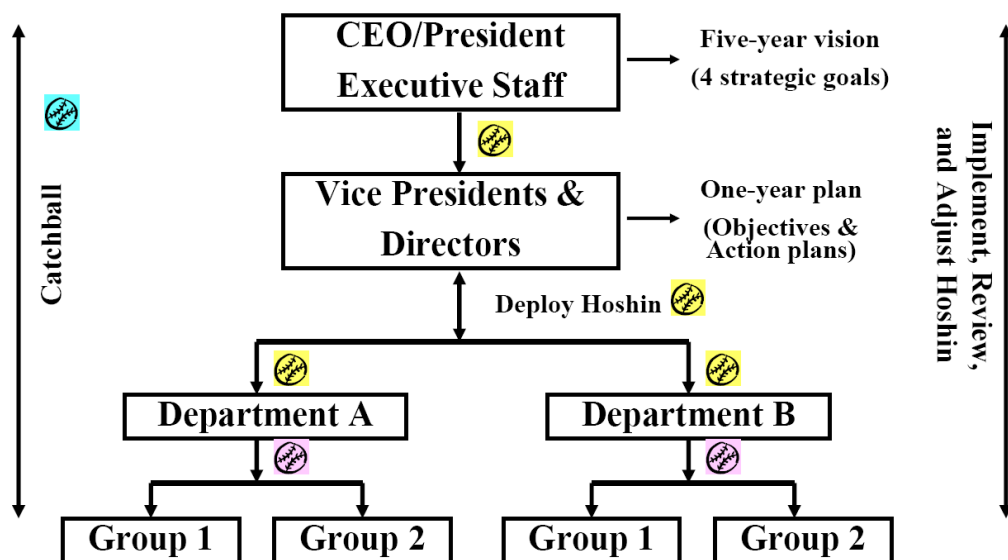 CEO/President
Executive Staff
Five-year vision
(4 strategic goals)
Catchball
Implement, Review,
and Adjust Hoshin
Vice Presidents &
Directors
One-year plan
(Objectives &
Action plans)
Deploy Hoshin
Department A
Department B
Group 1
Group 2
Group 1
Group 2